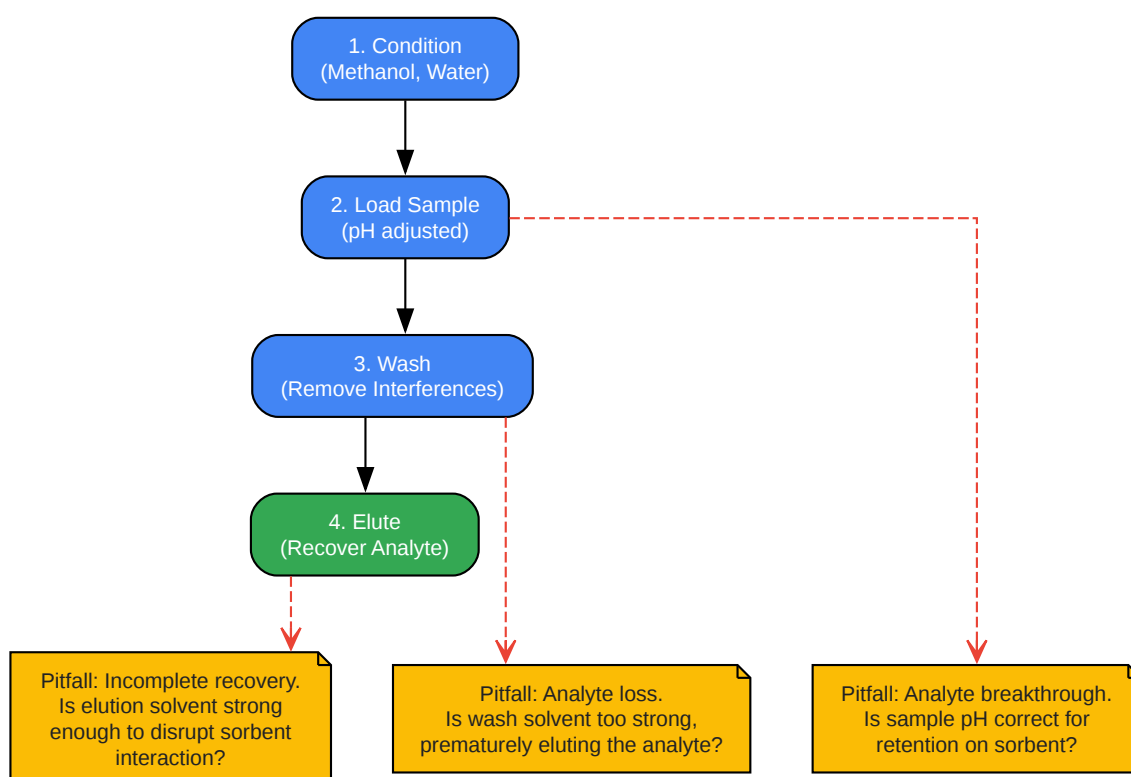 1. Condition
(Methanol, Water)
2. Load Sample
(pH adjusted)
3. Wash
(Remove Interferences)
4. Elute
(Recover Analyte)
Pitfall: Incomplete recovery.
Is elution solvent strong
enough to disrupt sorbent
interaction?
Pitfall: Analyte loss.
Is wash solvent too strong,
prematurely eluting the analyte?
Pitfall: Analyte breakthrough.
Is sample pH correct for
retention on sorbent?